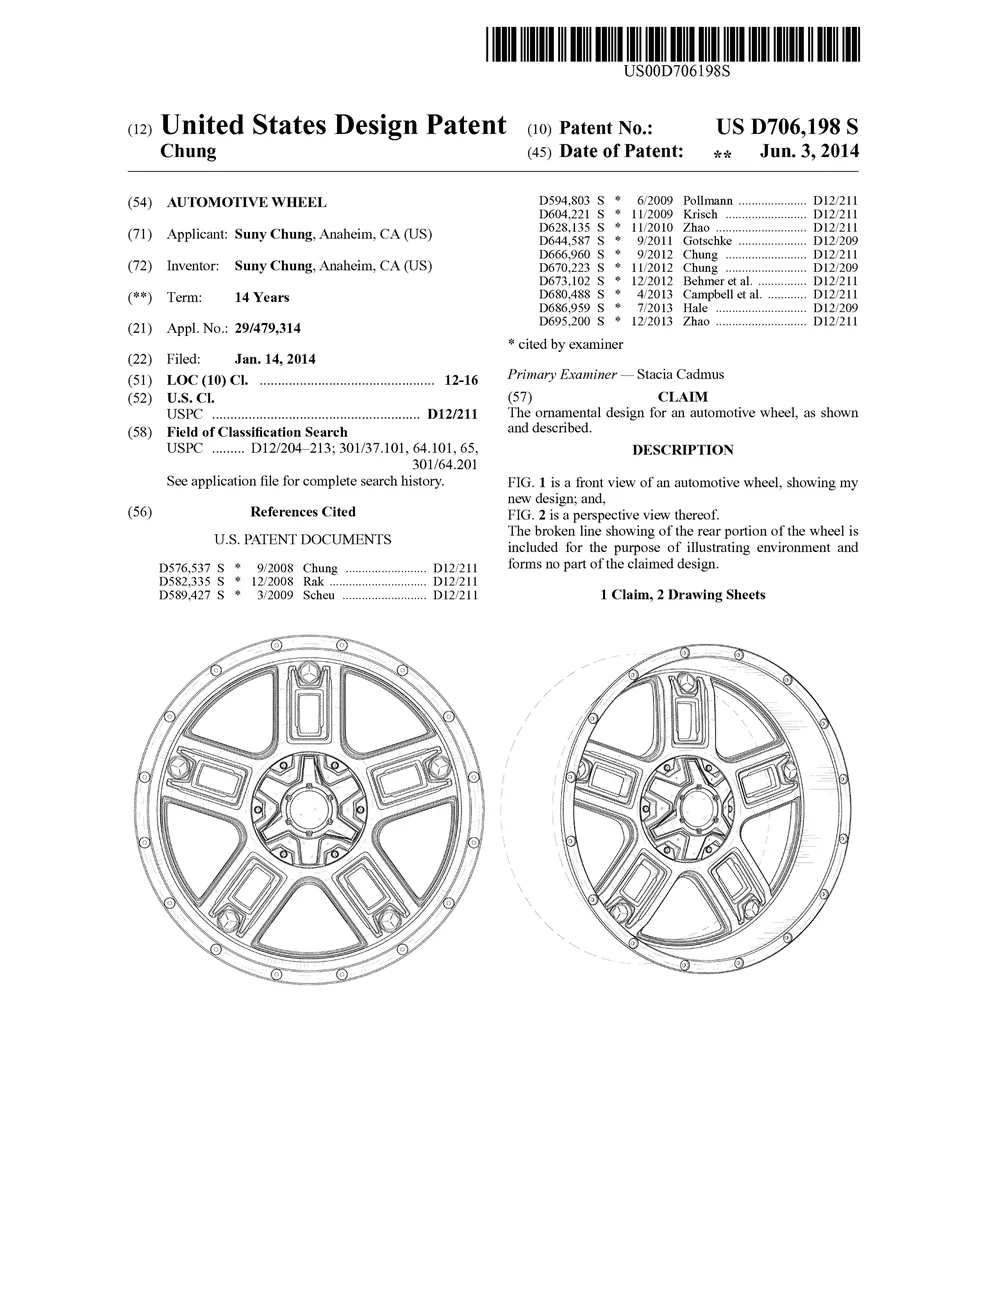 US00D706198S
(12) United States Design Patent
Chung
(10) Patent No.: US D706,198 S
(45) Date of Patent: ** Jun. 3, 2014
(54) AUTOMOTIVE WHEEL
(71) Applicant: Suny Chung, Anaheim, CA (US)
(72) Inventor: Suny Chung, Anaheim, CA (US)
(**) Term: 14 Years
(21) Appl. No.: 29/479,314
(22) Filed: Jan. 14, 2014
(51) LOC (10) Cl. ................................................ 12-16
(52) U.S. Cl.
USPC ......................................................... D12/211
(58) Field of Classification Search
USPC ......... D12/204–213; 301/37.101, 64.101, 65,
301/64.201
See application file for complete search history.
(56) References Cited
U.S. PATENT DOCUMENTS
D576,537 S * 9/2008 Chung ......................... D12/211
D582,335 S * 12/2008 Rak .............................. D12/211
D589,427 S * 3/2009 Scheu .......................... D12/211
D594,803 S * 6/2009 Pollmann ..................... D12/211
D604,221 S * 11/2009 Krisch ......................... D12/211
D628,135 S * 11/2010 Zhao ............................ D12/211
D644,587 S * 9/2011 Gotschke ..................... D12/209
D666,960 S * 9/2012 Chung ......................... D12/211
D670,223 S * 11/2012 Chung ......................... D12/209
D673,102 S * 12/2012 Behmer et al. ............... D12/211
D680,488 S * 4/2013 Campbell et al. ............ D12/211
D686,959 S * 7/2013 Hale ............................ D12/209
D695,200 S * 12/2013 Zhao ............................ D12/211
* cited by examiner
Primary Examiner — Stacia Cadmus
(57) CLAIM
The ornamental design for an automotive wheel, as shown
and described.
DESCRIPTION
FIG. 1 is a front view of an automotive wheel, showing my
new design; and,
FIG. 2 is a perspective view thereof.
The broken line showing of the rear portion of the wheel is
included for the purpose of illustrating environment and
forms no part of the claimed design.
1 Claim, 2 Drawing Sheets